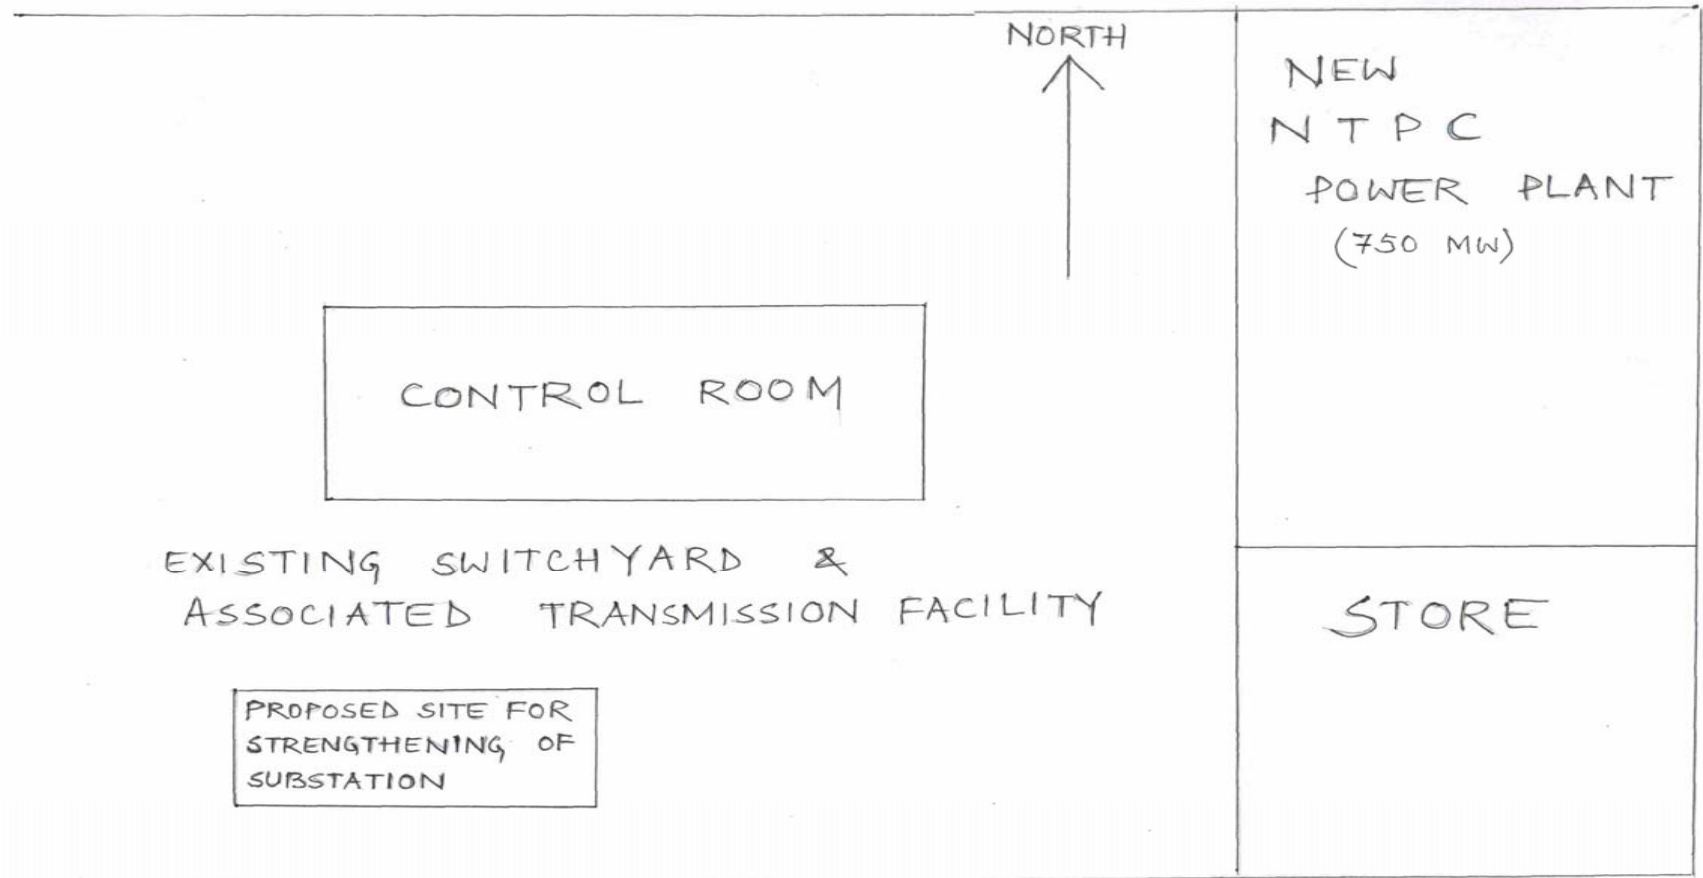 NORTH
NEW
NTPC
POWER PLANT
(750 MW)
CONTROL ROOM
EXISTING SWITCHYARD &
ASSOCIATED TRANSMISSION FACILITY
STORE
PROPOSED SITE FOR
STRENGTHENING OF
SUBSTATION